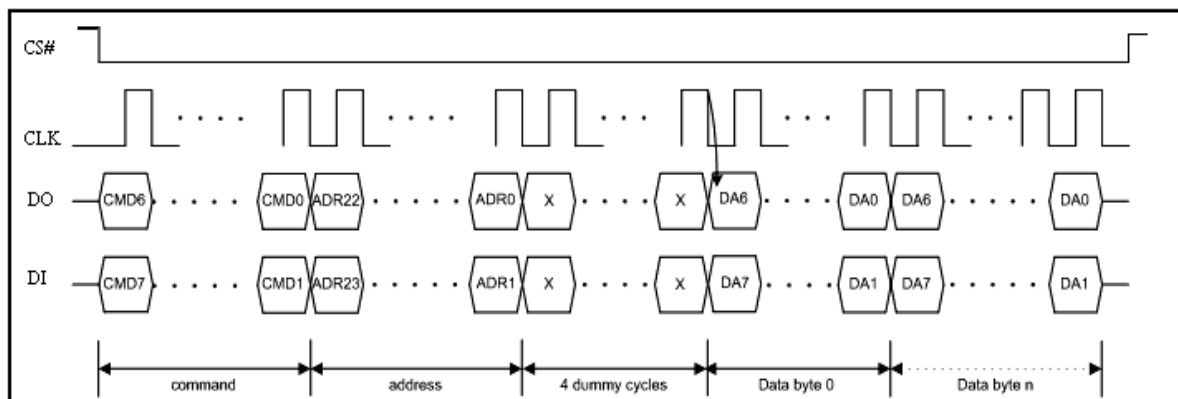 CS#
CLK
DO CMD6 CMD0 ADR22 ADR0 X X DA6 DA0 DA6 DA0
DI CMD7 CMD1 ADR23 ADR1 X X DA7 DA1 DA7 DA1
command address 4 dummy cycles Data byte 0 Data byte n